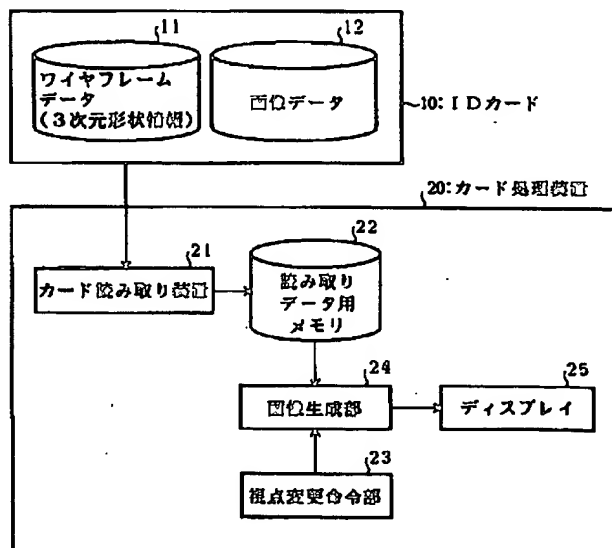 11
12
ワイヤフレーム
データ
(3次元形状情報)
画像データ
10:IDカード
20:カード処理装置
21
22
カード読み取り装置
読み取り
データ用
メモリ
24
25
画像生成部
ディスプレイ
23
視点変更命令部